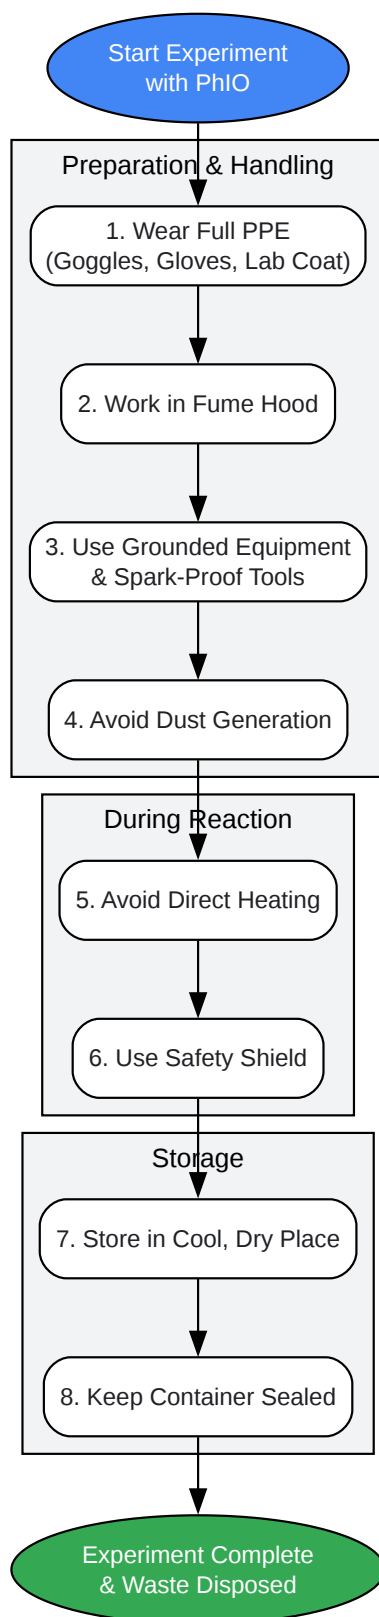 Start Experiment
with PhIO
Preparation & Handling
1. Wear Full PPE
(Goggles, Gloves, Lab Coat)
2. Work in Fume Hood
3. Use Grounded Equipment
& Spark-Proof Tools
4. Avoid Dust Generation
During Reaction
5. Avoid Direct Heating
6. Use Safety Shield
Storage
7. Store in Cool, Dry Place
8. Keep Container Sealed
Experiment Complete
& Waste Disposed